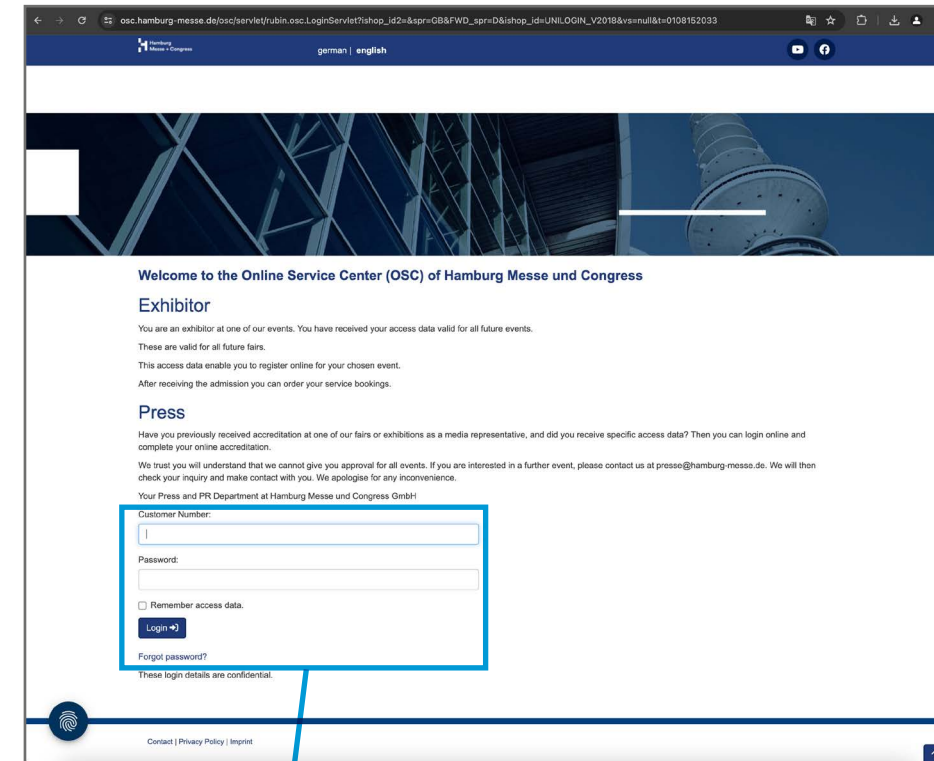 osc.hamburg-messe.de/osc/servlet/rubin.osc.LoginServlet?ishop_id2=&spr=GB&FWD_spr=D&ishop_id=UNILOGIN_V2018&vs=null&t=0108152033
Hamburg
Messe + Congress
german | english
Welcome to the Online Service Center (OSC) of Hamburg Messe und Congress
Exhibitor
You are an exhibitor at one of our events. You have received your access data valid for all future events.
These are valid for all future fairs.
This access data enable you to register online for your chosen event.
After receiving the admission you can order your service bookings.
Press
Have you previously received accreditation at one of our fairs or exhibitions as a media representative, and did you receive specific access data? Then you can login online and
complete your online accreditation.
We trust you will understand that we cannot give you approval for all events. If you are interested in a further event, please contact us at presse@hamburg-messe.de. We will then
check your inquiry and make contact with you. We apologise for any inconvenience.
Your Press and PR Department at Hamburg Messe und Congress GmbH
Customer Number:
Password:
Remember access data.
Login
Forgot password?
These login details are confidential.
Contact | Privacy Policy | Imprint